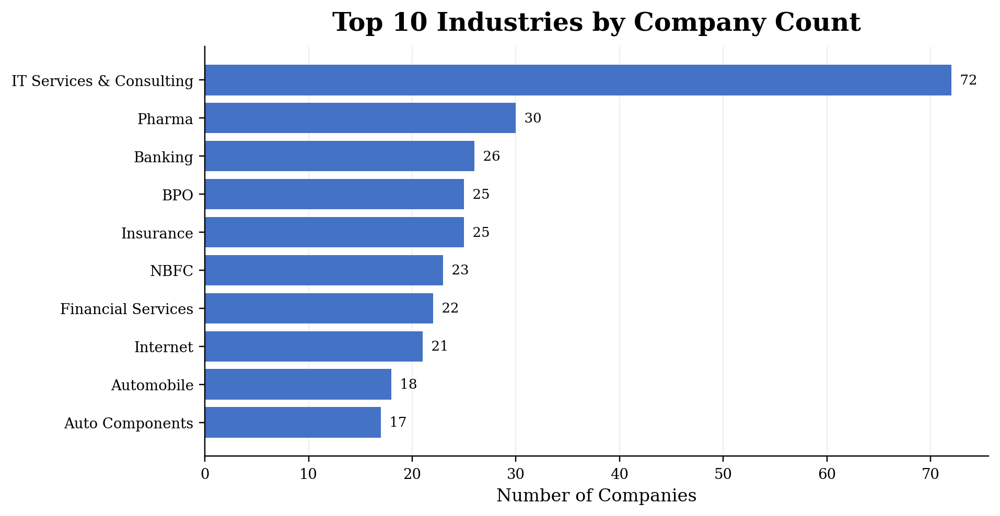 Top 10 Industries by Company Count
IT Services & Consulting 72
Pharma 30
Banking 26
BPO 25
Insurance 25
NBFC 23
Financial Services 22
Internet 21
Automobile 18
Auto Components 17
0 10 20 30 40 50 60 70
Number of Companies